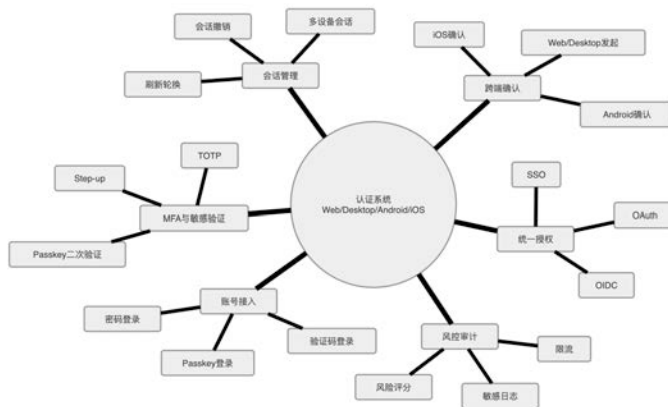 会话撤销
多设备会话
刷新轮换
会话管理
iOS确认
Web/Desktop发起
跨端确认
Android确认
TOTP
Step-up
MFA与敏感验证
Passkey二次验证
认证系统
Web/Desktop/Android/iOS
SSO
OAuth
统一授权
OIDC
账号接入
密码登录
验证码登录
Passkey登录
风控审计
限流
风险评分
敏感日志